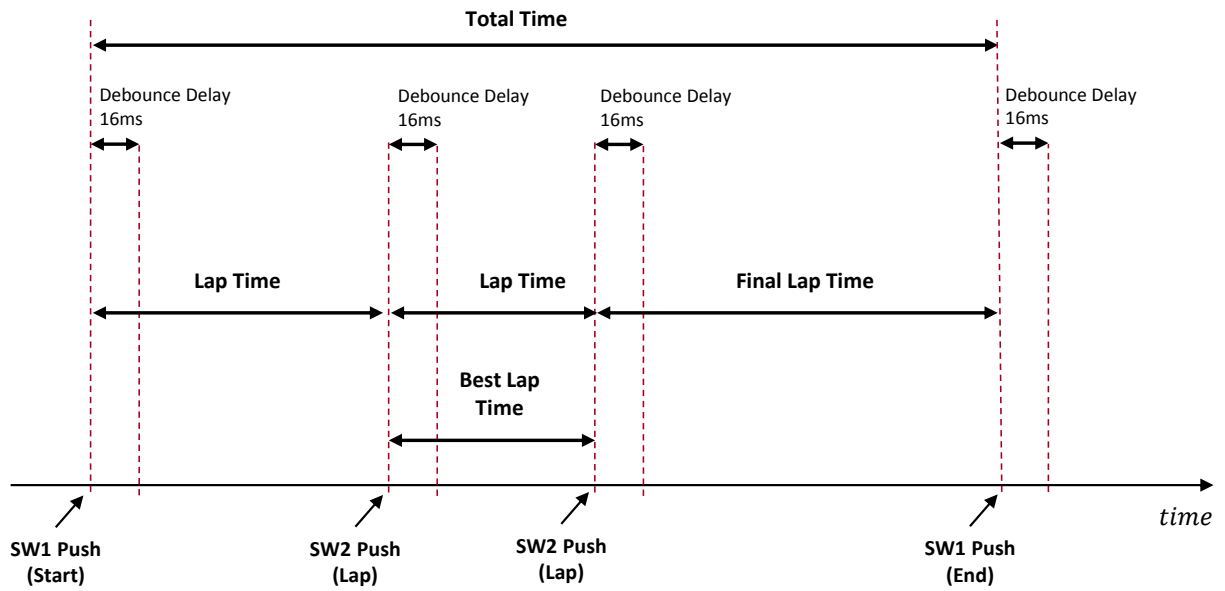 Total Time
Debounce Delay
16ms
Debounce Delay
16ms
Debounce Delay
16ms
Debounce Delay
16ms
Lap Time
Lap Time
Final Lap Time
Best Lap
Time
time
SW1 Push
(Start)
SW2 Push
(Lap)
SW2 Push
(Lap)
SW1 Push
(End)